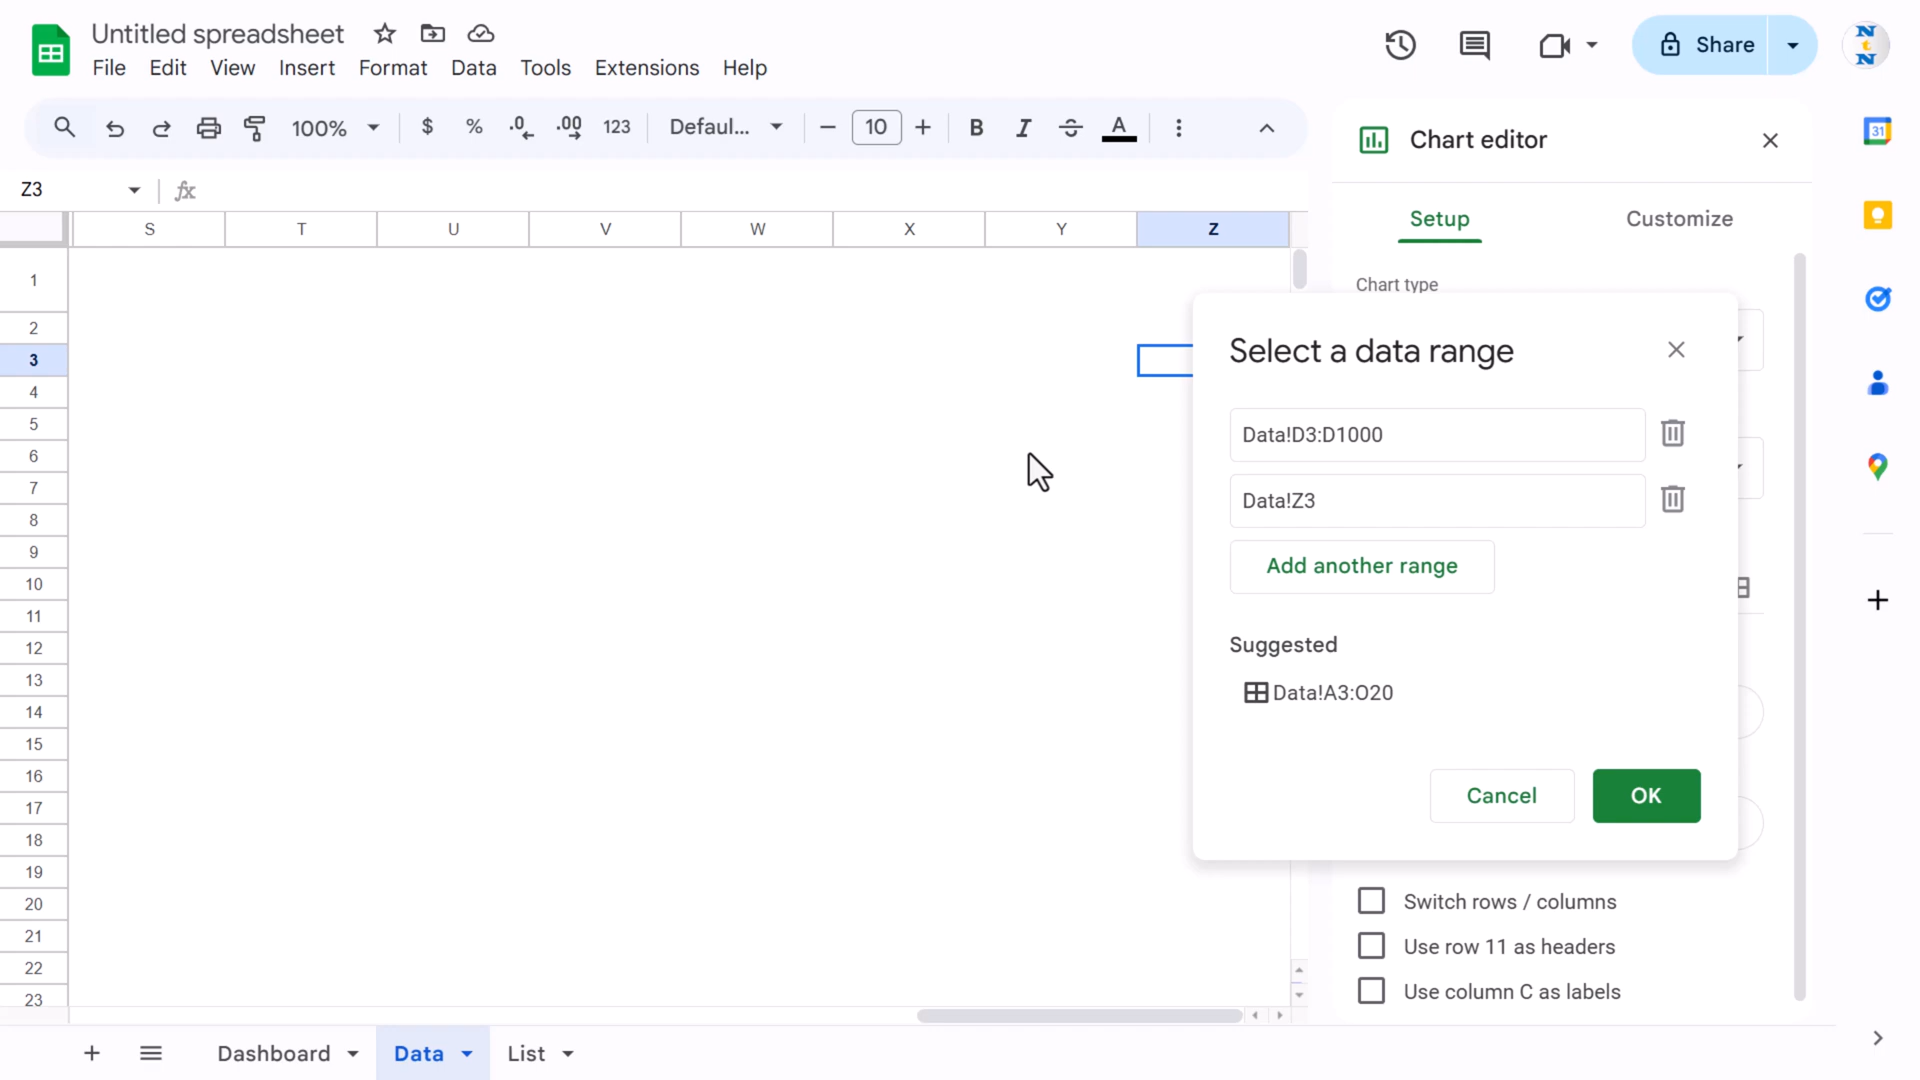 Untitled spreadsheet
File Edit View Insert Format Data Tools Extensions Help
Share
100% $ % .0 .00 123 Defaul... 10 B I A
Z3 fx
S T U V W X Y Z
1
2
3
4
5
6
7
8
9
10
11
12
13
14
15
16
17
18
19
20
21
22
23
Chart editor
Setup Customize
Chart type
Select a data range
Data!D3:D1000
Data!Z3
Add another range
Suggested
Data!A3:O20
Cancel OK
Switch rows / columns
Use row 11 as headers
Use column C as labels
31
N
t
N
Dashboard Data List